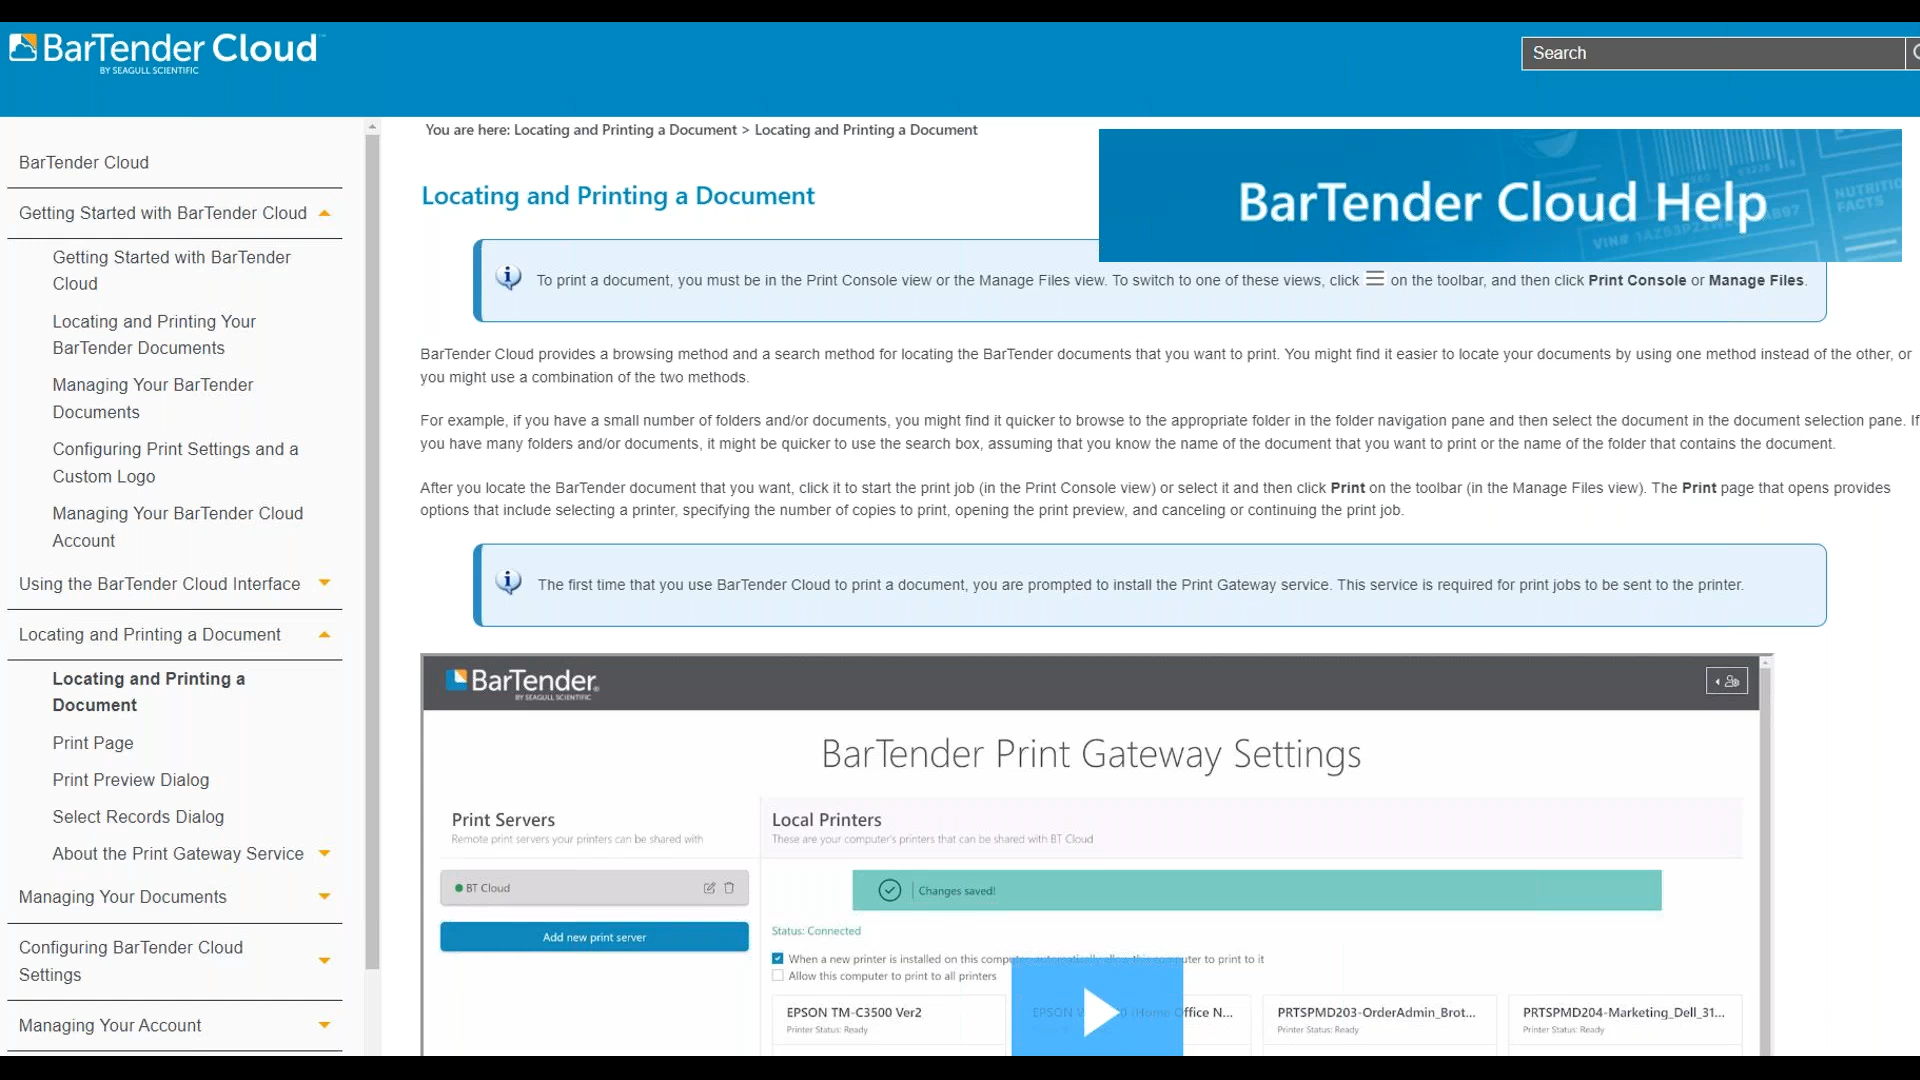 BarTender Cloud™
BY SEAGULL SCIENTIFIC
Search
BarTender Cloud
Getting Started with BarTender Cloud
Getting Started with BarTender
Cloud
Locating and Printing Your
BarTender Documents
Managing Your BarTender
Documents
Configuring Print Settings and a
Custom Logo
Managing Your BarTender Cloud
Account
Using the BarTender Cloud Interface
Locating and Printing a Document
Locating and Printing a
Document
Print Page
Print Preview Dialog
Select Records Dialog
About the Print Gateway Service
Managing Your Documents
Configuring BarTender Cloud
Settings
Managing Your Account
You are here: Locating and Printing a Document > Locating and Printing a Document
BarTender Cloud Help
NUTRITIO
FACTS
VIN#
Locating and Printing a Document
To print a document, you must be in the Print Console view or the Manage Files view. To switch to one of these views, click ☰ on the toolbar, and then click Print Console or Manage Files.
BarTender Cloud provides a browsing method and a search method for locating the BarTender documents that you want to print. You might find it easier to locate your documents by using one method instead of the other, or
you might use a combination of the two methods.
For example, if you have a small number of folders and/or documents, you might find it quicker to browse to the appropriate folder in the folder navigation pane and then select the document in the document selection pane. If
you have many folders and/or documents, it might be quicker to use the search box, assuming that you know the name of the document that you want to print or the name of the folder that contains the document.
After you locate the BarTender document that you want, click it to start the print job (in the Print Console view) or select it and then click Print on the toolbar (in the Manage Files view). The Print page that opens provides
options that include selecting a printer, specifying the number of copies to print, opening the print preview, and canceling or continuing the print job.
The first time that you use BarTender Cloud to print a document, you are prompted to install the Print Gateway service. This service is required for print jobs to be sent to the printer.
BarTender®
BY SEAGULL SCIENTIFIC
BarTender Print Gateway Settings
Print Servers
Remote print servers your printers can be shared with
BT Cloud
Add new print server
Local Printers
These are your computer's printers that can be shared with BT Cloud
Changes saved!
Status: Connected
When a new printer is installed on this computer, automatically allow this computer to print to it
Allow this computer to print to all printers
EPSON TM-C3500 Ver2
Printer Status: Ready
EPSON Home Office N...
PRTSPMD203-OrderAdmin_Brot...
Printer Status: Ready
PRTSPMD204-Marketing_Dell_31...
Printer Status: Ready